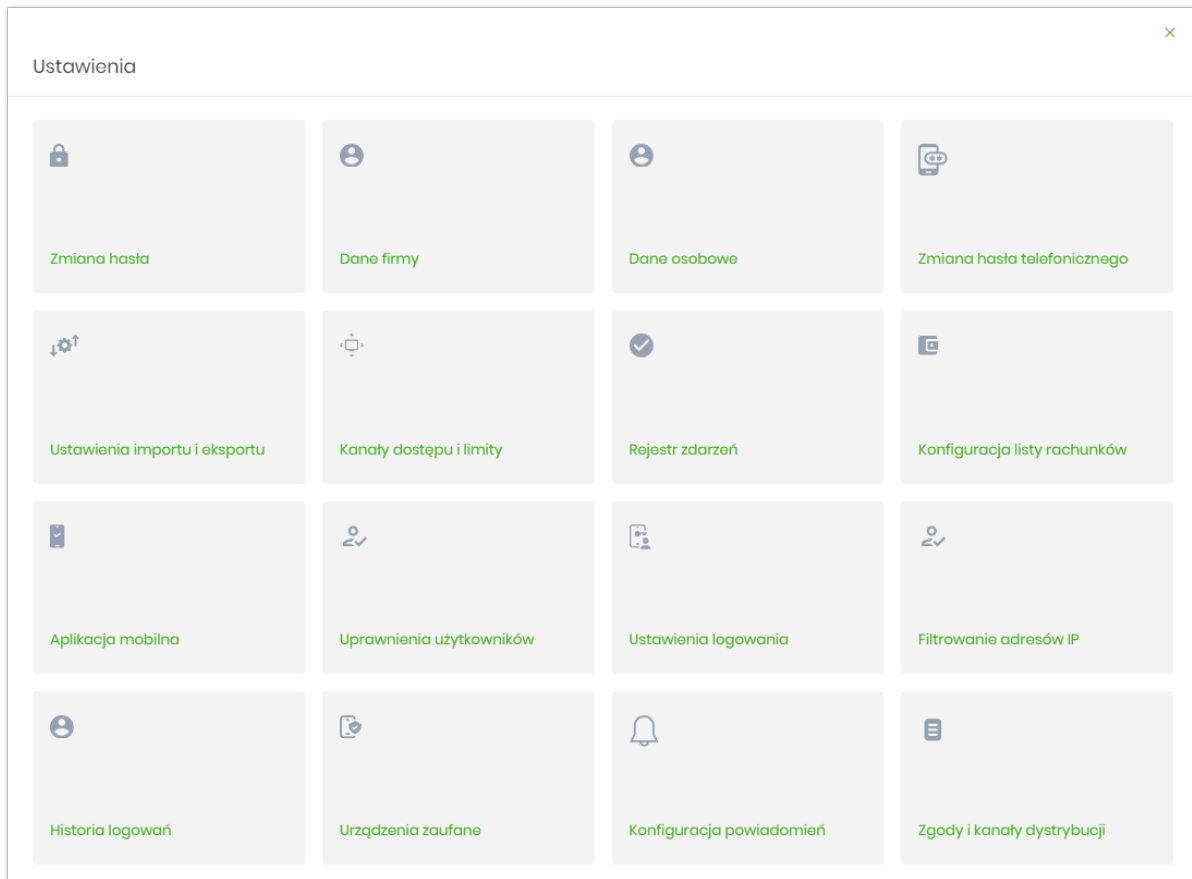 Ustawienia
Zmiana hasła
Dane firmy
Dane osobowe
Zmiana hasła telefonicznego
Ustawienia importu i eksportu
Kanały dostępu i limity
Rejestr zdarzeń
Konfiguracja listy rachunków
Aplikacja mobilna
Uprawnienia użytkowników
Ustawienia logowania
Filtrowanie adresów IP
Historia logowań
Urządzenia zaufane
Konfiguracja powiadomień
Zgody i kanały dystrybucji